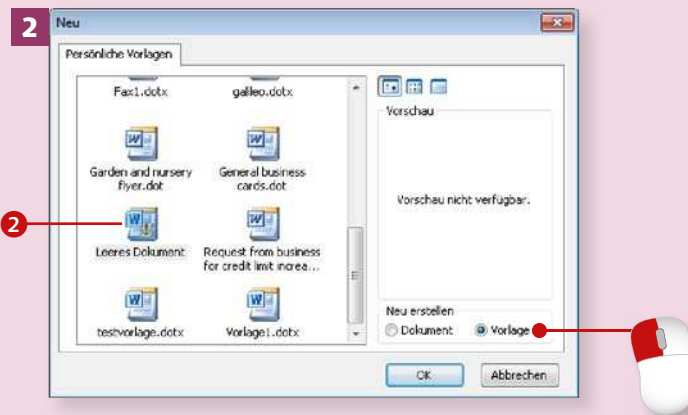 2
Neu
Persönliche Vorlagen
Fax1.dotx
galileo.dotx
Garden and nursery
flyer.dot
General business
cards.dot
2
Leeres Dokument
Request from business
for credit limit increa...
testvorlage.dotx
Vorlage1.dotx
Vorschau
Vorschau nicht verfügbar.
Neu erstellen
Dokument
Vorlage
OK
Abbrechen